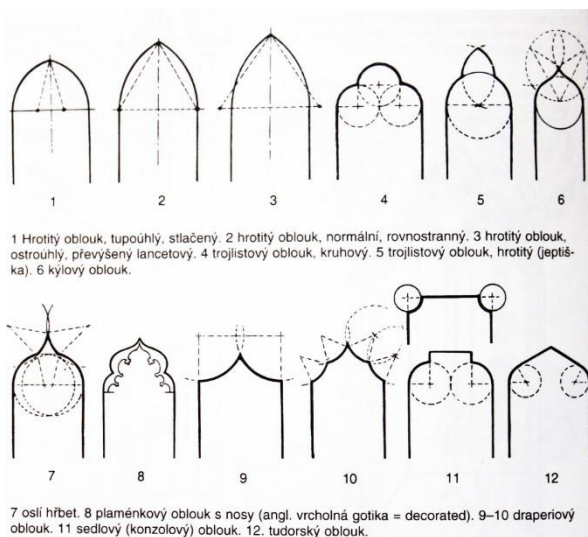 1 2 3 4 5 6
1 Hrotitý oblouk, tupoúhlý, stlačený. 2 hrotitý oblouk, normální, rovnostranný. 3 hrotitý oblouk,
ostroúhlý, převýšený lancetový. 4 trojlistový oblouk, kruhový. 5 trojlistový oblouk, hrotitý (jeptiš-
ka). 6 kýlový oblouk.
7 8 9 10 11 12
7 oslí hřbet. 8 plaménkový oblouk s nosy (angl. vrcholná gotika = decorated). 9–10 draperiový
oblouk. 11 sedlový (konzolový) oblouk. 12. tudorský oblouk.